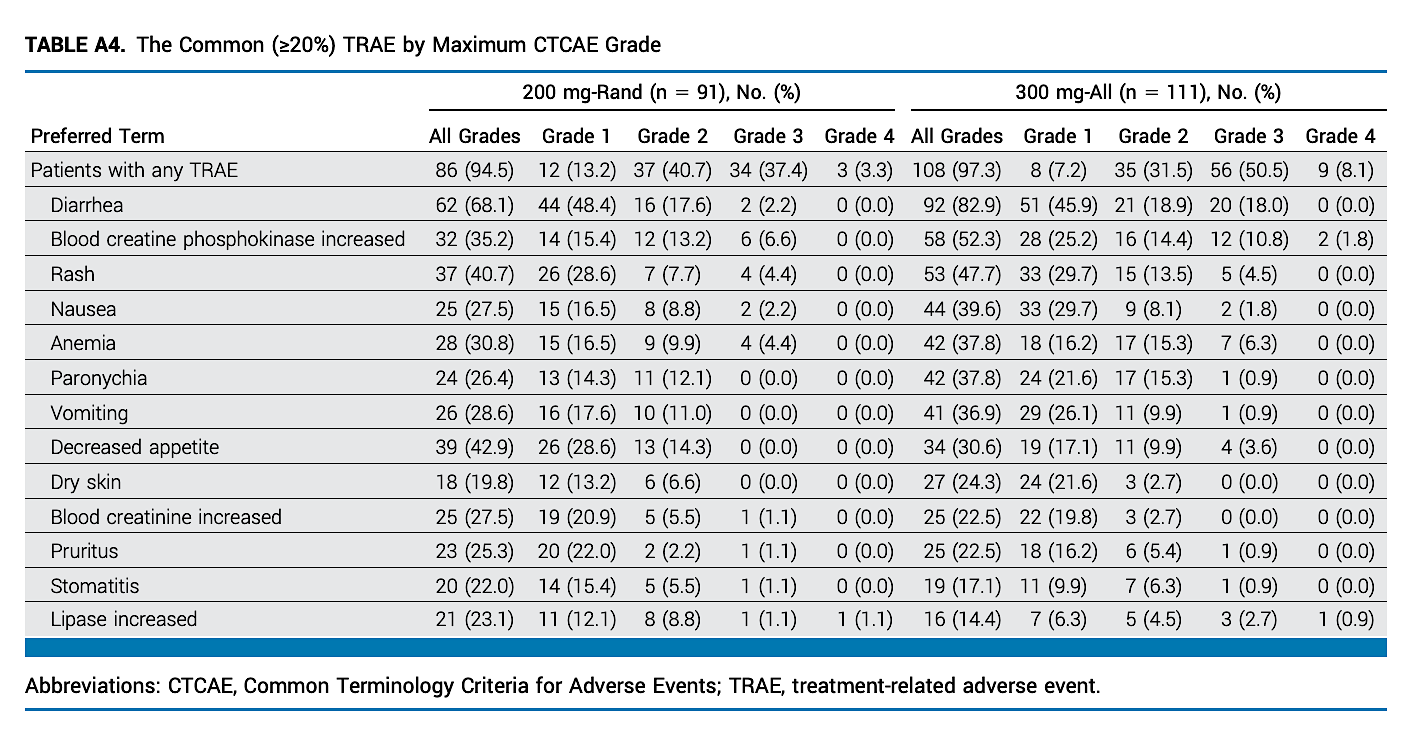 TABLE A4. The Common (≥20%) TRAE by Maximum CTCAE Grade
200 mg-Rand (n = 91), No. (%) 300 mg-All (n = 111), No. (%)
Preferred Term All Grades Grade 1 Grade 2 Grade 3 Grade 4 All Grades Grade 1 Grade 2 Grade 3 Grade 4
Patients with any TRAE 86 (94.5) 12 (13.2) 37 (40.7) 34 (37.4) 3 (3.3) 108 (97.3) 8 (7.2) 35 (31.5) 56 (50.5) 9 (8.1)
Diarrhea 62 (68.1) 44 (48.4) 16 (17.6) 2 (2.2) 0 (0.0) 92 (82.9) 51 (45.9) 21 (18.9) 20 (18.0) 0 (0.0)
Blood creatine phosphokinase increased 32 (35.2) 14 (15.4) 12 (13.2) 6 (6.6) 0 (0.0) 58 (52.3) 28 (25.2) 16 (14.4) 12 (10.8) 2 (1.8)
Rash 37 (40.7) 26 (28.6) 7 (7.7) 4 (4.4) 0 (0.0) 53 (47.7) 33 (29.7) 15 (13.5) 5 (4.5) 0 (0.0)
Nausea 25 (27.5) 15 (16.5) 8 (8.8) 2 (2.2) 0 (0.0) 44 (39.6) 33 (29.7) 9 (8.1) 2 (1.8) 0 (0.0)
Anemia 28 (30.8) 15 (16.5) 9 (9.9) 4 (4.4) 0 (0.0) 42 (37.8) 18 (16.2) 17 (15.3) 7 (6.3) 0 (0.0)
Paronychia 24 (26.4) 13 (14.3) 11 (12.1) 0 (0.0) 0 (0.0) 42 (37.8) 24 (21.6) 17 (15.3) 1 (0.9) 0 (0.0)
Vomiting 26 (28.6) 16 (17.6) 10 (11.0) 0 (0.0) 0 (0.0) 41 (36.9) 29 (26.1) 11 (9.9) 1 (0.9) 0 (0.0)
Decreased appetite 39 (42.9) 26 (28.6) 13 (14.3) 0 (0.0) 0 (0.0) 34 (30.6) 19 (17.1) 11 (9.9) 4 (3.6) 0 (0.0)
Dry skin 18 (19.8) 12 (13.2) 6 (6.6) 0 (0.0) 0 (0.0) 27 (24.3) 24 (21.6) 3 (2.7) 0 (0.0) 0 (0.0)
Blood creatinine increased 25 (27.5) 19 (20.9) 5 (5.5) 1 (1.1) 0 (0.0) 25 (22.5) 22 (19.8) 3 (2.7) 0 (0.0) 0 (0.0)
Pruritus 23 (25.3) 20 (22.0) 2 (2.2) 1 (1.1) 0 (0.0) 25 (22.5) 18 (16.2) 6 (5.4) 1 (0.9) 0 (0.0)
Stomatitis 20 (22.0) 14 (15.4) 5 (5.5) 1 (1.1) 0 (0.0) 19 (17.1) 11 (9.9) 7 (6.3) 1 (0.9) 0 (0.0)
Lipase increased 21 (23.1) 11 (12.1) 8 (8.8) 1 (1.1) 1 (1.1) 16 (14.4) 7 (6.3) 5 (4.5) 3 (2.7) 1 (0.9)
Abbreviations: CTCAE, Common Terminology Criteria for Adverse Events; TRAE, treatment-related adverse event.